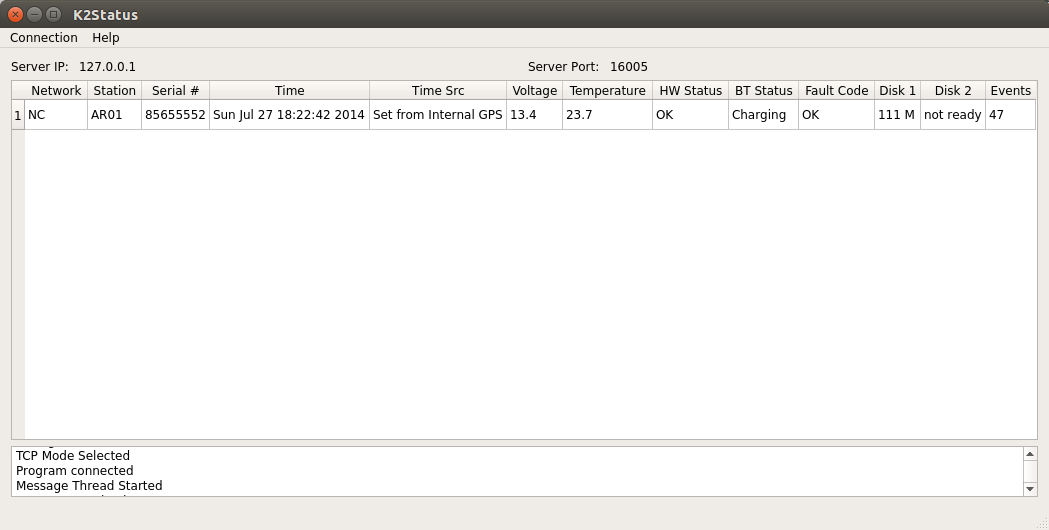 K2Status
Connection Help
Server IP: 127.0.0.1 Server Port: 16005
Network Station Serial # Time Time Src Voltage Temperature HW Status BT Status Fault Code Disk 1 Disk 2 Events
1 NC AR01 85655552 Sun Jul 27 18:22:42 2014 Set from Internal GPS 13.4 23.7 OK Charging OK 111 M not ready 47
TCP Mode Selected
Program connected
Message Thread Started